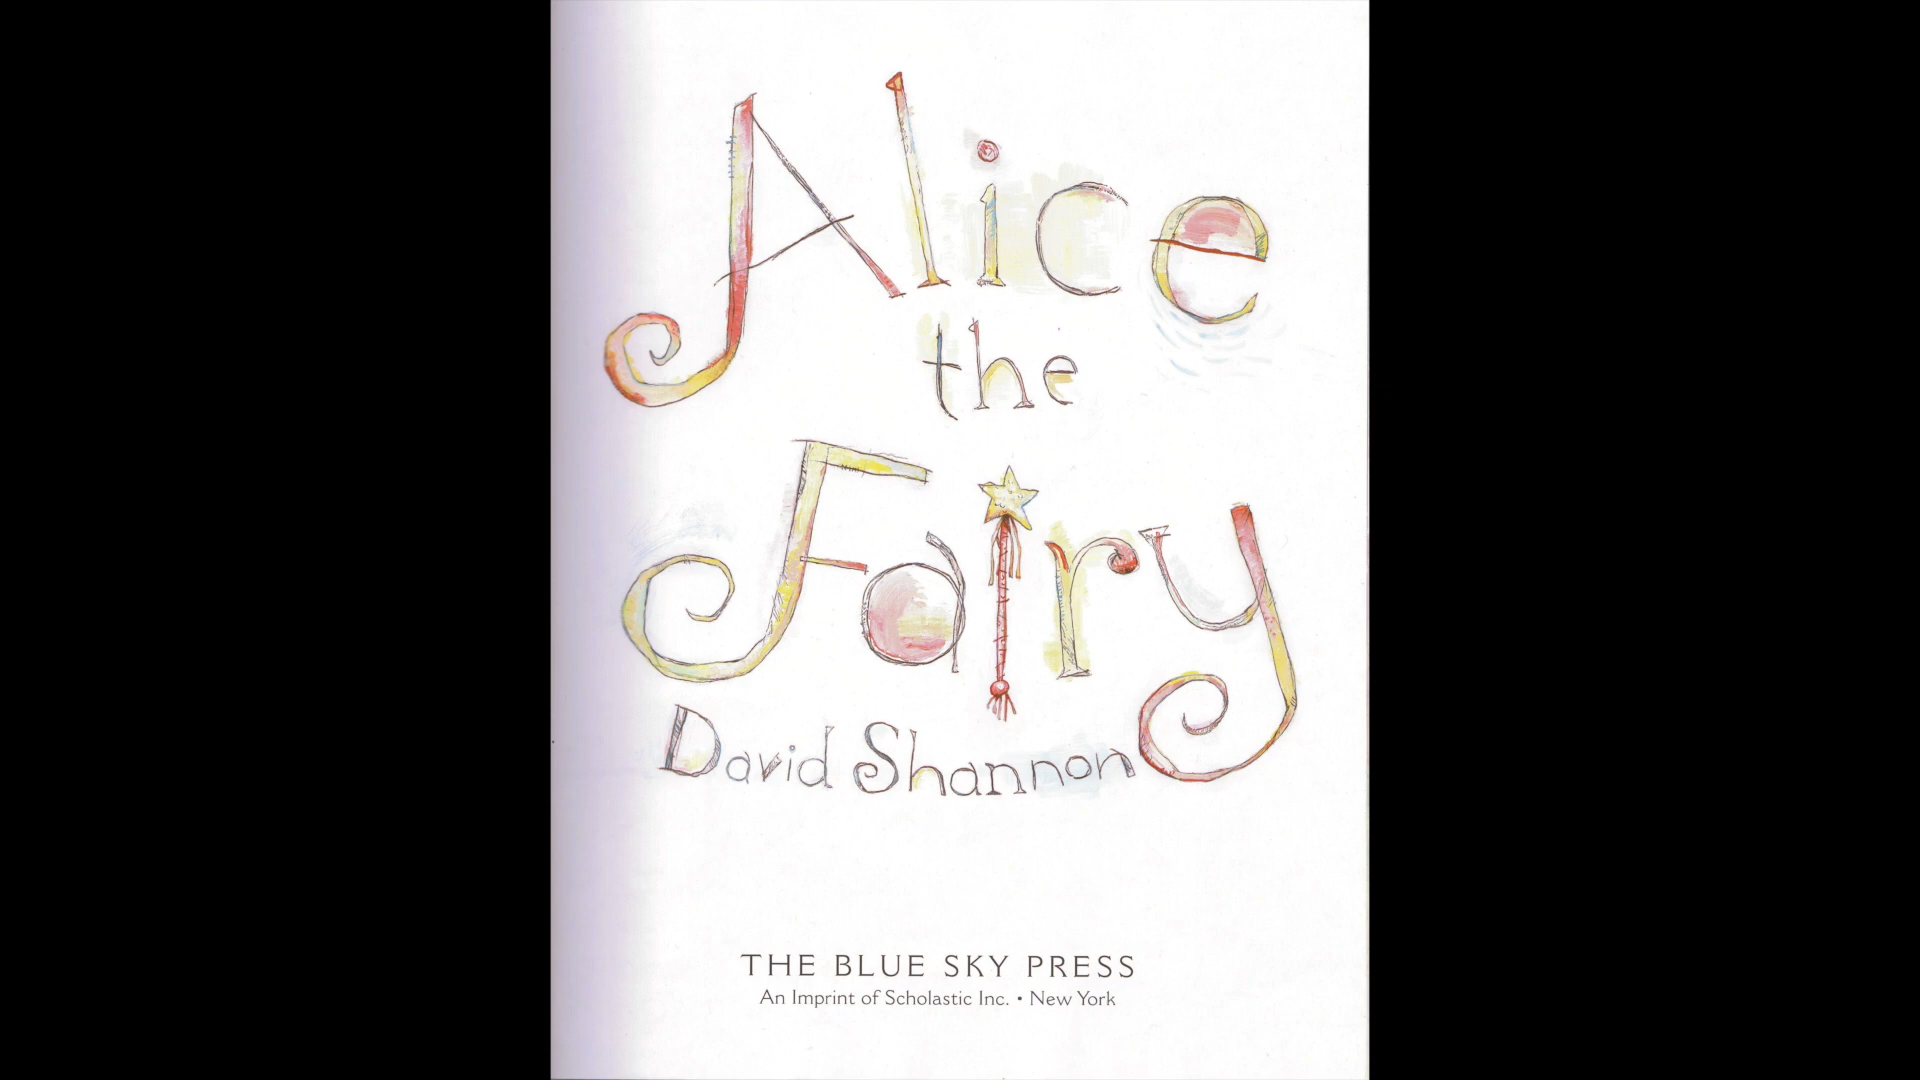 Alice
the
Fairy
David Shannon
THE BLUE SKY PRESS
An Imprint of Scholastic Inc. • New York